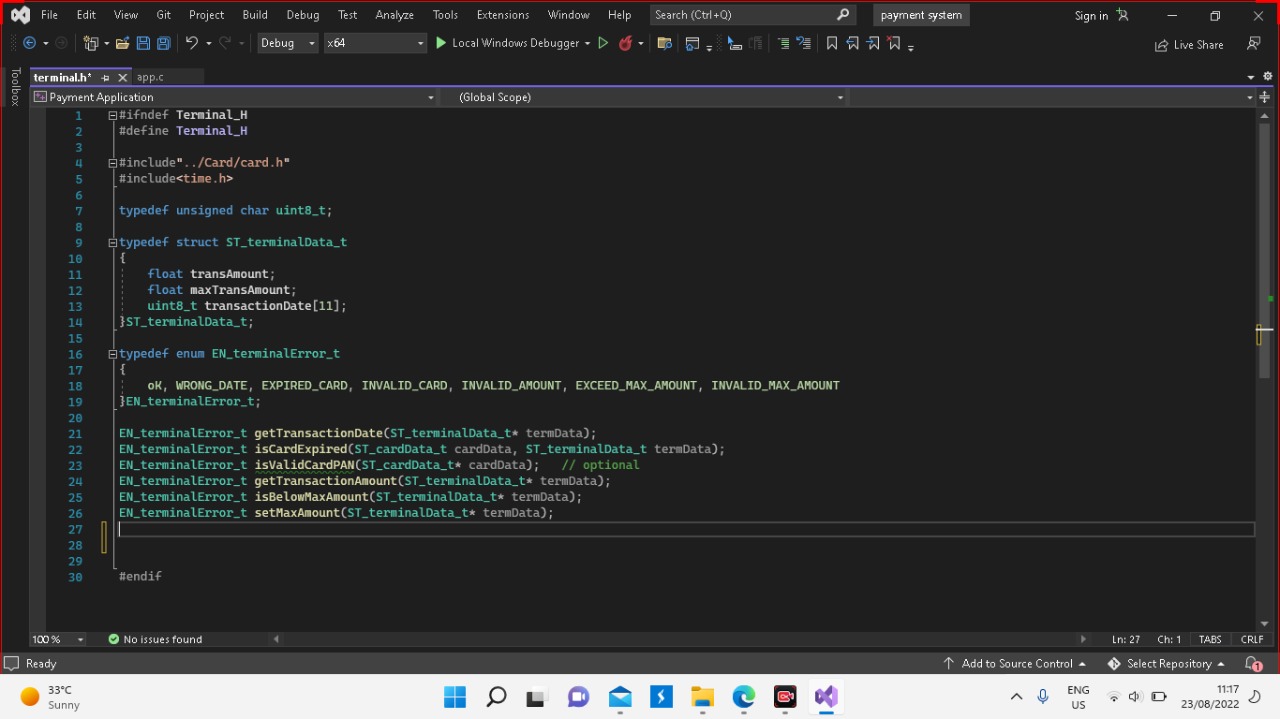 File Edit View Git Project Build Debug Test Analyze Tools Extensions Window Help Search (Ctrl+Q) payment system Sign in
Debug x64 Local Windows Debugger Live Share
Toolbox
terminal.h* app.c
Payment Application (Global Scope)
1 #ifndef Terminal_H
2 #define Terminal_H
3
4 #include"../Card/card.h"
5 #include<time.h>
6
7 typedef unsigned char uint8_t;
8
9 typedef struct ST_terminalData_t
10 {
11 float transAmount;
12 float maxTransAmount;
13 uint8_t transactionDate[11];
14 }ST_terminalData_t;
15
16 typedef enum EN_terminalError_t
17 {
18 oK, WRONG_DATE, EXPIRED_CARD, INVALID_CARD, INVALID_AMOUNT, EXCEED_MAX_AMOUNT, INVALID_MAX_AMOUNT
19 }EN_terminalError_t;
20
21 EN_terminalError_t getTransactionDate(ST_terminalData_t* termData);
22 EN_terminalError_t isCardExpired(ST_cardData_t cardData, ST_terminalData_t termData);
23 EN_terminalError_t isValidCardPAN(ST_cardData_t* cardData); // optional
24 EN_terminalError_t getTransactionAmount(ST_terminalData_t* termData);
25 EN_terminalError_t isBelowMaxAmount(ST_terminalData_t* termData);
26 EN_terminalError_t setMaxAmount(ST_terminalData_t* termData);
27
28
29
30 #endif
100 % No issues found Ln: 27 Ch: 1 TABS CRLF
Ready Add to Source Control Select Repository 1
33°C
Sunny
ENG
US
11:17
23/08/2022